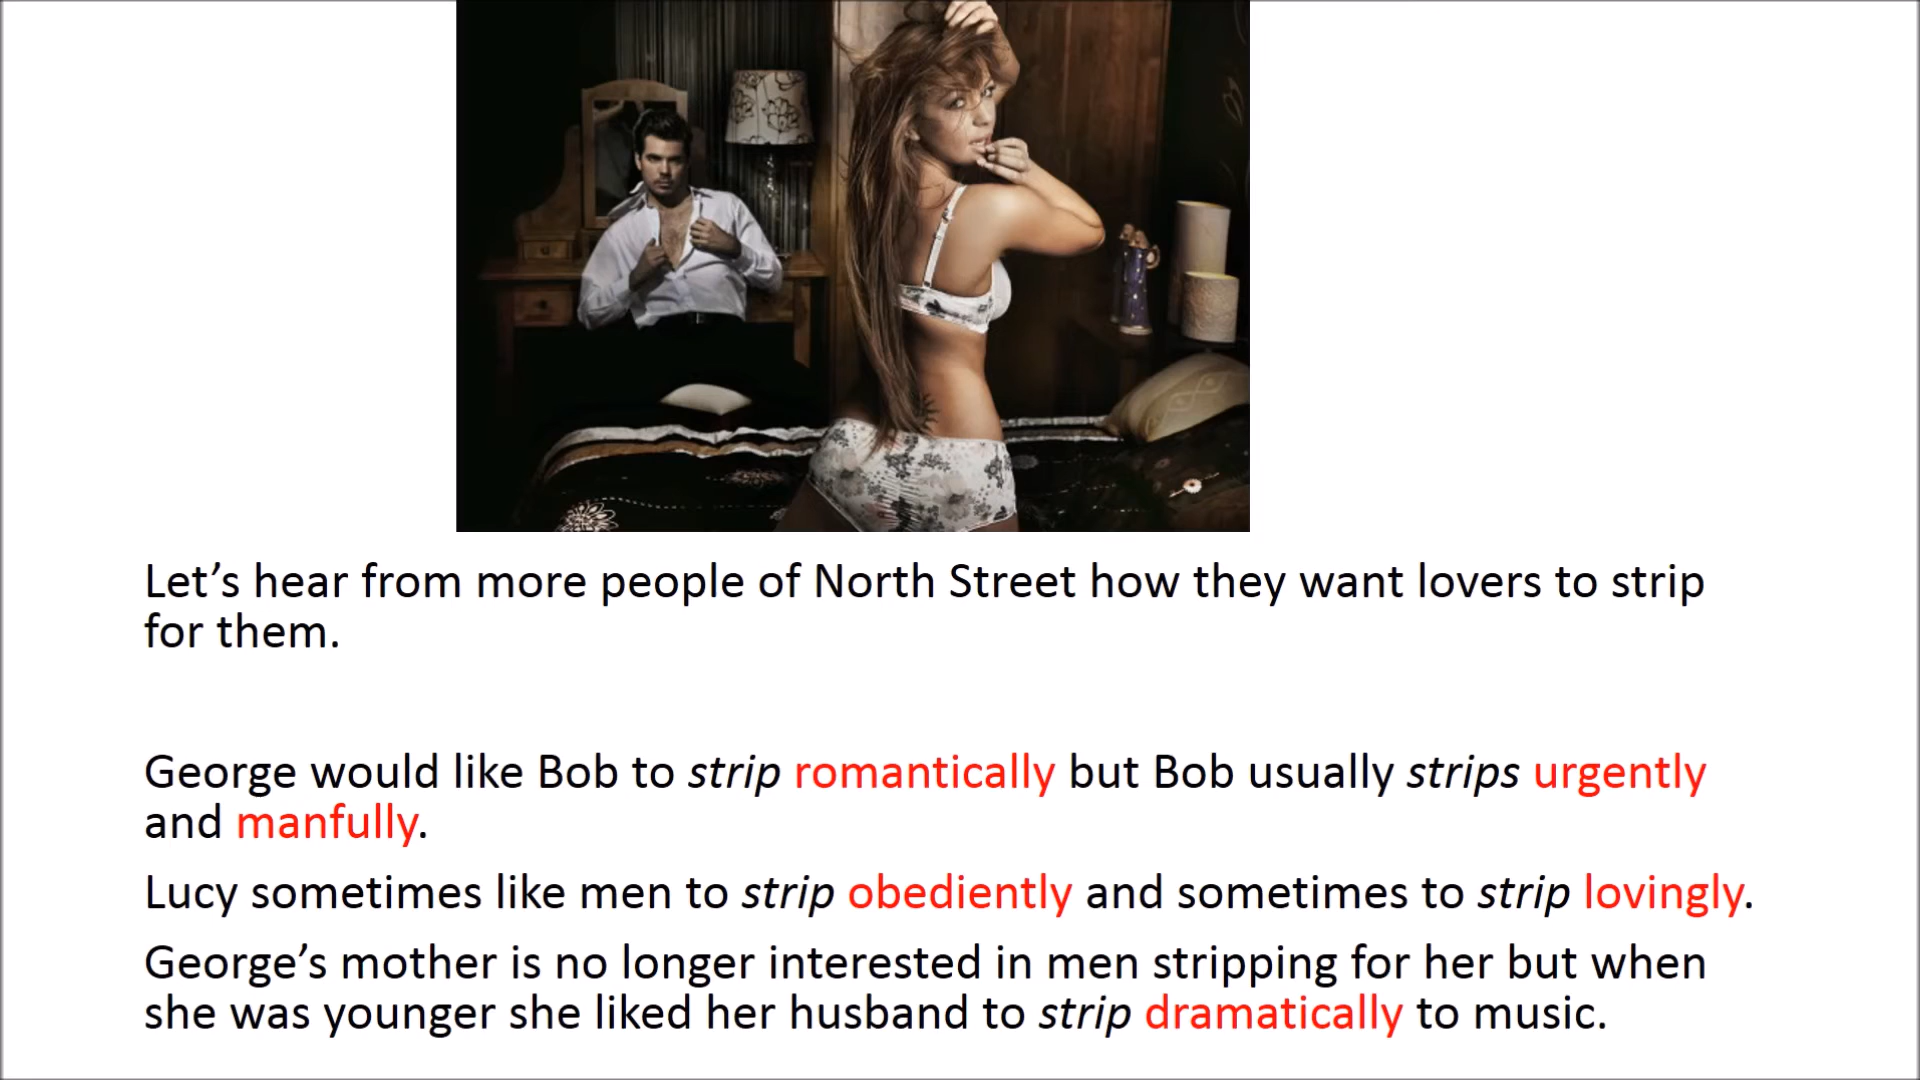 Let’s hear from more people of North Street how they want lovers to strip
for them.
George would like Bob to strip romantically but Bob usually strips urgently
and manfully.
Lucy sometimes like men to strip obediently and sometimes to strip lovingly.
George’s mother is no longer interested in men stripping for her but when
she was younger she liked her husband to strip dramatically to music.